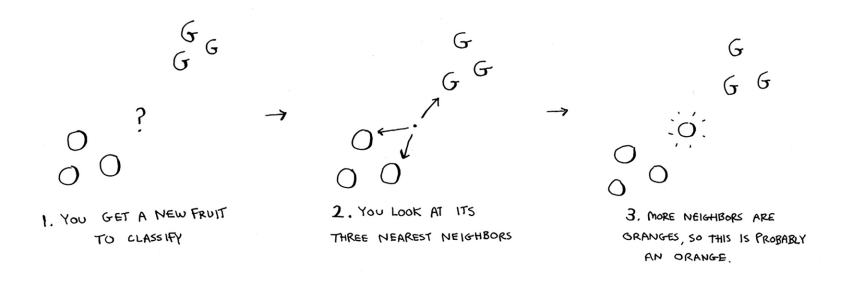 G
G
G
?
1. YOU GET A NEW FRUIT
TO CLASSIFY
G
G
G
2. YOU LOOK AT ITS
THREE NEAREST NEIGHBORS
G
G
G
3. MORE NEIGHBORS ARE
ORANGES, SO THIS IS PROBABLY
AN ORANGE.